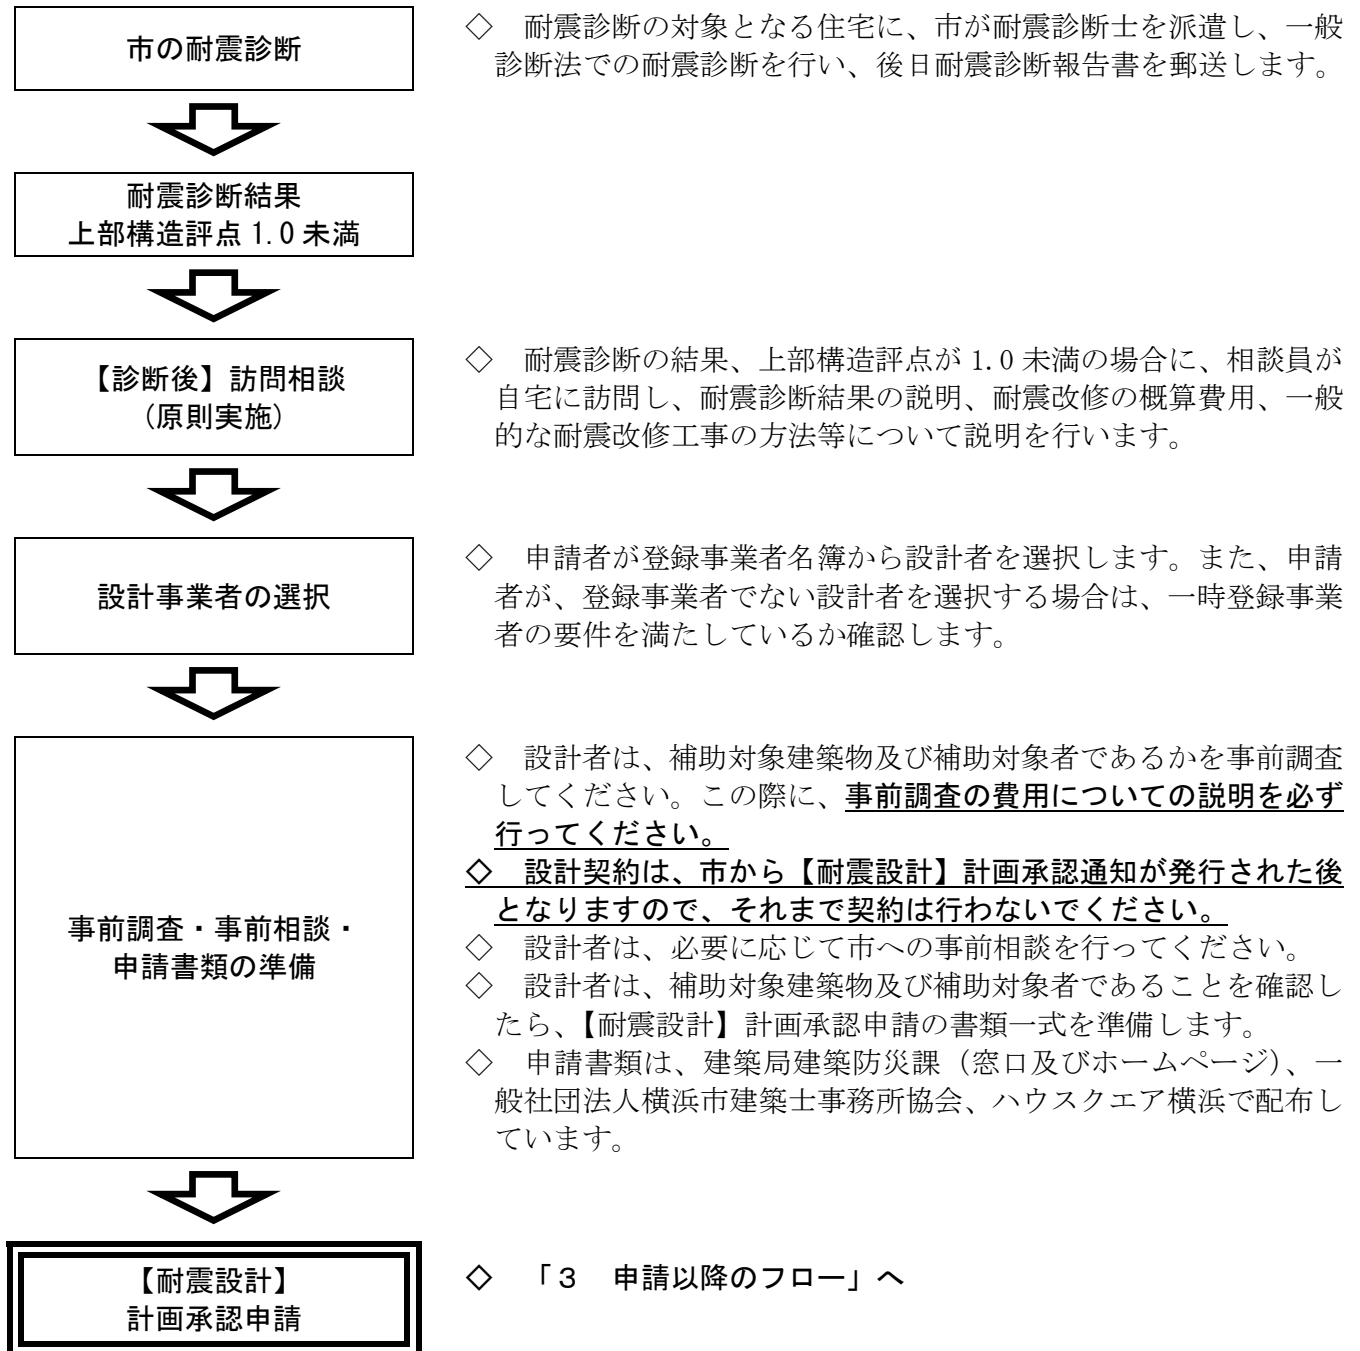 市の耐震診断
◇　耐震診断の対象となる住宅に、市が耐震診断士を派遣し、一般
診断法での耐震診断を行い、後日耐震診断報告書を郵送します。
耐震診断結果
上部構造評点 1.0 未満
【診断後】訪問相談
(原則実施)
◇　耐震診断の結果、上部構造評点が 1.0 未満の場合に、相談員が
自宅に訪問し、耐震診断結果の説明、耐震改修の概算費用、一般
的な耐震改修工事の方法等について説明を行います。
設計事業者の選択
◇　申請者が登録事業者名簿から設計者を選択します。また、申請
者が、登録事業者でない設計者を選択する場合は、一時登録事業
者の要件を満たしているか確認します。
事前調査・事前相談・
申請書類の準備
◇　設計者は、補助対象建築物及び補助対象者であるかを事前調査
してください。この際に、事前調査の費用についての説明を必ず
行ってください。
◇　設計契約は、市から【耐震設計】計画承認通知が発行された後
となりますので、それまで契約は行わないでください。
◇　設計者は、必要に応じて市への事前相談を行ってください。
◇　設計者は、補助対象建築物及び補助対象者であることを確認し
たら、【耐震設計】計画承認申請の書類一式を準備します。
◇　申請書類は、建築局建築防災課（窓口及びホームページ）、一
般社団法人横浜市建築士事務所協会、ハウスクエア横浜で配布し
ています。
【耐震設計】
計画承認申請
◇　「３　申請以降のフロー」へ